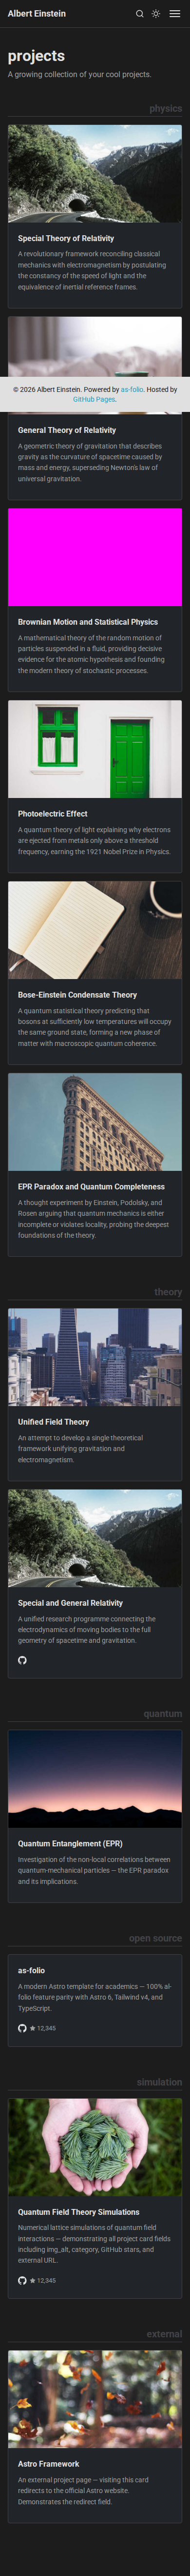 Albert Einstein
projects
A growing collection of your cool projects.
physics
Special Theory of Relativity
A revolutionary framework reconciling classical
mechanics with electromagnetism by postulating
the constancy of the speed of light and the
equivalence of inertial reference frames.
© 2026 Albert Einstein. Powered by as-folio. Hosted by
GitHub Pages.
General Theory of Relativity
A geometric theory of gravitation that describes
gravity as the curvature of spacetime caused by
mass and energy, superseding Newton's law of
universal gravitation.
Brownian Motion and Statistical Physics
A mathematical theory of the random motion of
particles suspended in a fluid, providing decisive
evidence for the atomic hypothesis and founding
the modern theory of stochastic processes.
Photoelectric Effect
A quantum theory of light explaining why electrons
are ejected from metals only above a threshold
frequency, earning the 1921 Nobel Prize in Physics.
Bose-Einstein Condensate Theory
A quantum statistical theory predicting that
bosons at sufficiently low temperatures will occupy
the same ground state, forming a new phase of
matter with macroscopic quantum coherence.
EPR Paradox and Quantum Completeness
A thought experiment by Einstein, Podolsky, and
Rosen arguing that quantum mechanics is either
incomplete or violates locality, probing the deepest
foundations of the theory.
theory
Unified Field Theory
An attempt to develop a single theoretical
framework unifying gravitation and
electromagnetism.
Special and General Relativity
A unified research programme connecting the
electrodynamics of moving bodies to the full
geometry of spacetime and gravitation.
quantum
Quantum Entanglement (EPR)
Investigation of the non-local correlations between
quantum-mechanical particles — the EPR paradox
and its implications.
open source
as-folio
A modern Astro template for academics — 100% al-
folio feature parity with Astro 6, Tailwind v4, and
TypeScript.
12,345
simulation
Quantum Field Theory Simulations
Numerical lattice simulations of quantum field
interactions — demonstrating all project card fields
including img_alt, category, GitHub stars, and
external URL.
12,345
external
Astro Framework
An external project page — visiting this card
redirects to the official Astro website.
Demonstrates the redirect field.